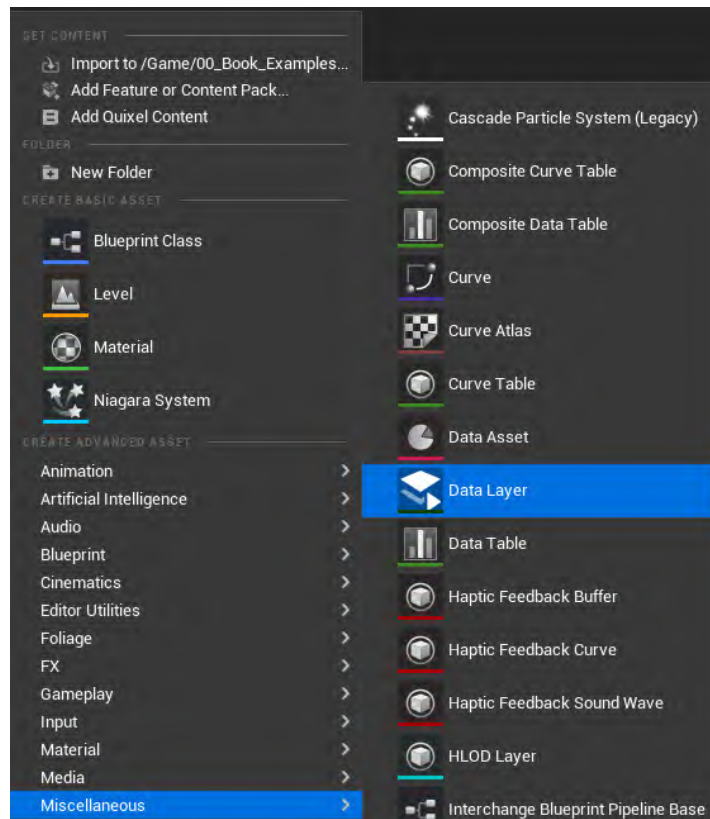 GET CONTENT
Import to /Game/00_Book_Examples...
Add Feature or Content Pack...
Add Quixel Content
FOLDER
New Folder
CREATE BASIC ASSET
Blueprint Class
Level
Material
Niagara System
CREATE ADVANCED ASSET
Animation
Artificial Intelligence
Audio
Blueprint
Cinematics
Editor Utilities
Foliage
FX
Gameplay
Input
Material
Media
Miscellaneous
Cascade Particle System (Legacy)
Composite Curve Table
Composite Data Table
Curve
Curve Atlas
Curve Table
Data Asset
Data Layer
Data Table
Haptic Feedback Buffer
Haptic Feedback Curve
Haptic Feedback Sound Wave
HLOD Layer
Interchange Blueprint Pipeline Base